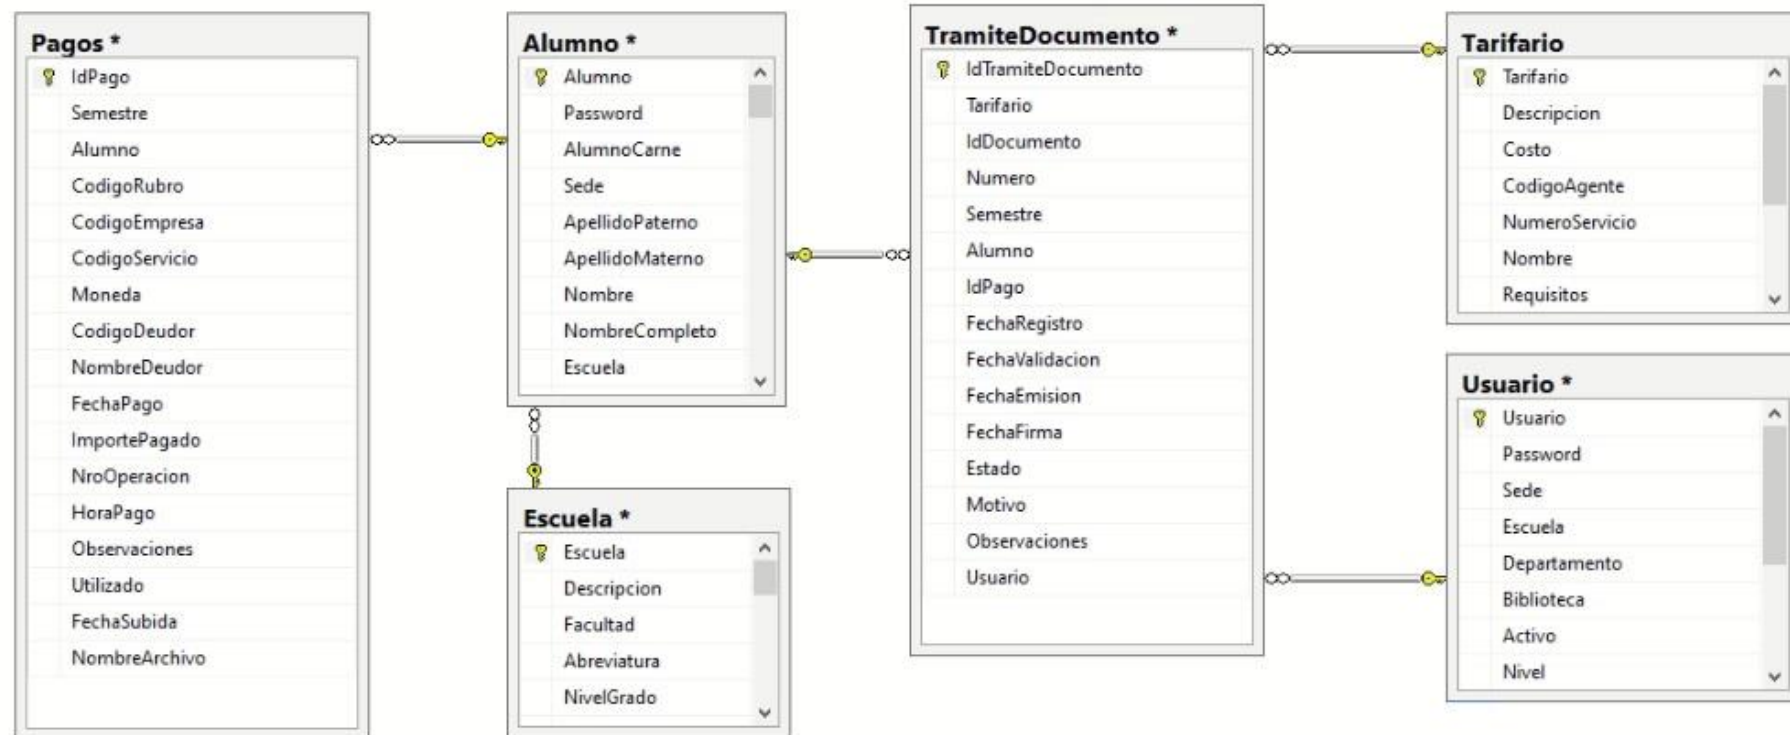 Pagos *
IdPago
Semestre
Alumno
CodigoRubro
CodigoEmpresa
CodigoServicio
Moneda
CodigoDeudor
NombreDeudor
FechaPago
ImportePagado
NroOperacion
HoraPago
Observaciones
Utilizado
FechaSubida
NombreArchivo
Alumno *
Alumno
Password
AlumnoCarne
Sede
ApellidoPaterno
ApellidoMaterno
Nombre
NombreCompleto
Escuela
Escuela *
Escuela
Descripcion
Facultad
Abreviatura
NivelGrado
TramiteDocumento *
IdTramiteDocumento
Tarifario
IdDocumento
Numero
Semestre
Alumno
IdPago
FechaRegistro
FechaValidacion
FechaEmision
FechaFirma
Estado
Motivo
Observaciones
Usuario
Tarifario
Tarifario
Descripcion
Costo
CodigoAgente
NumeroServicio
Nombre
Requisitos
Usuario *
Usuario
Password
Sede
Escuela
Departamento
Biblioteca
Activo
Nivel